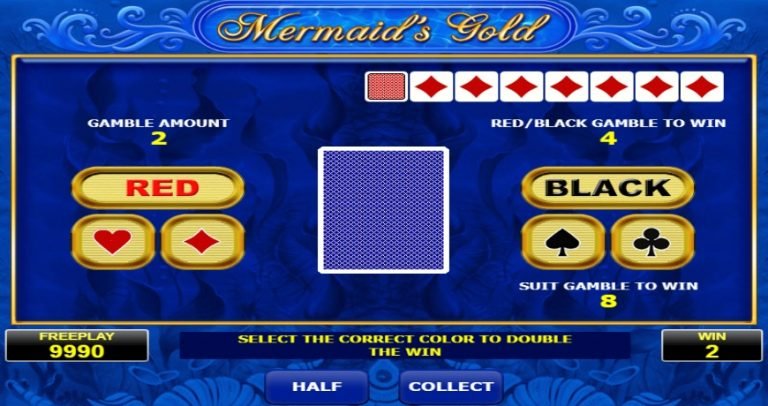 Mermaid's Gold
GAMBLE AMOUNT
2
RED/BLACK GAMBLE TO WIN
4
RED
BLACK
SUIT GAMBLE TO WIN
8
FREEPLAY
9990
SELECT THE CORRECT COLOR TO DOUBLE
THE WIN
WIN
2
HALF
COLLECT